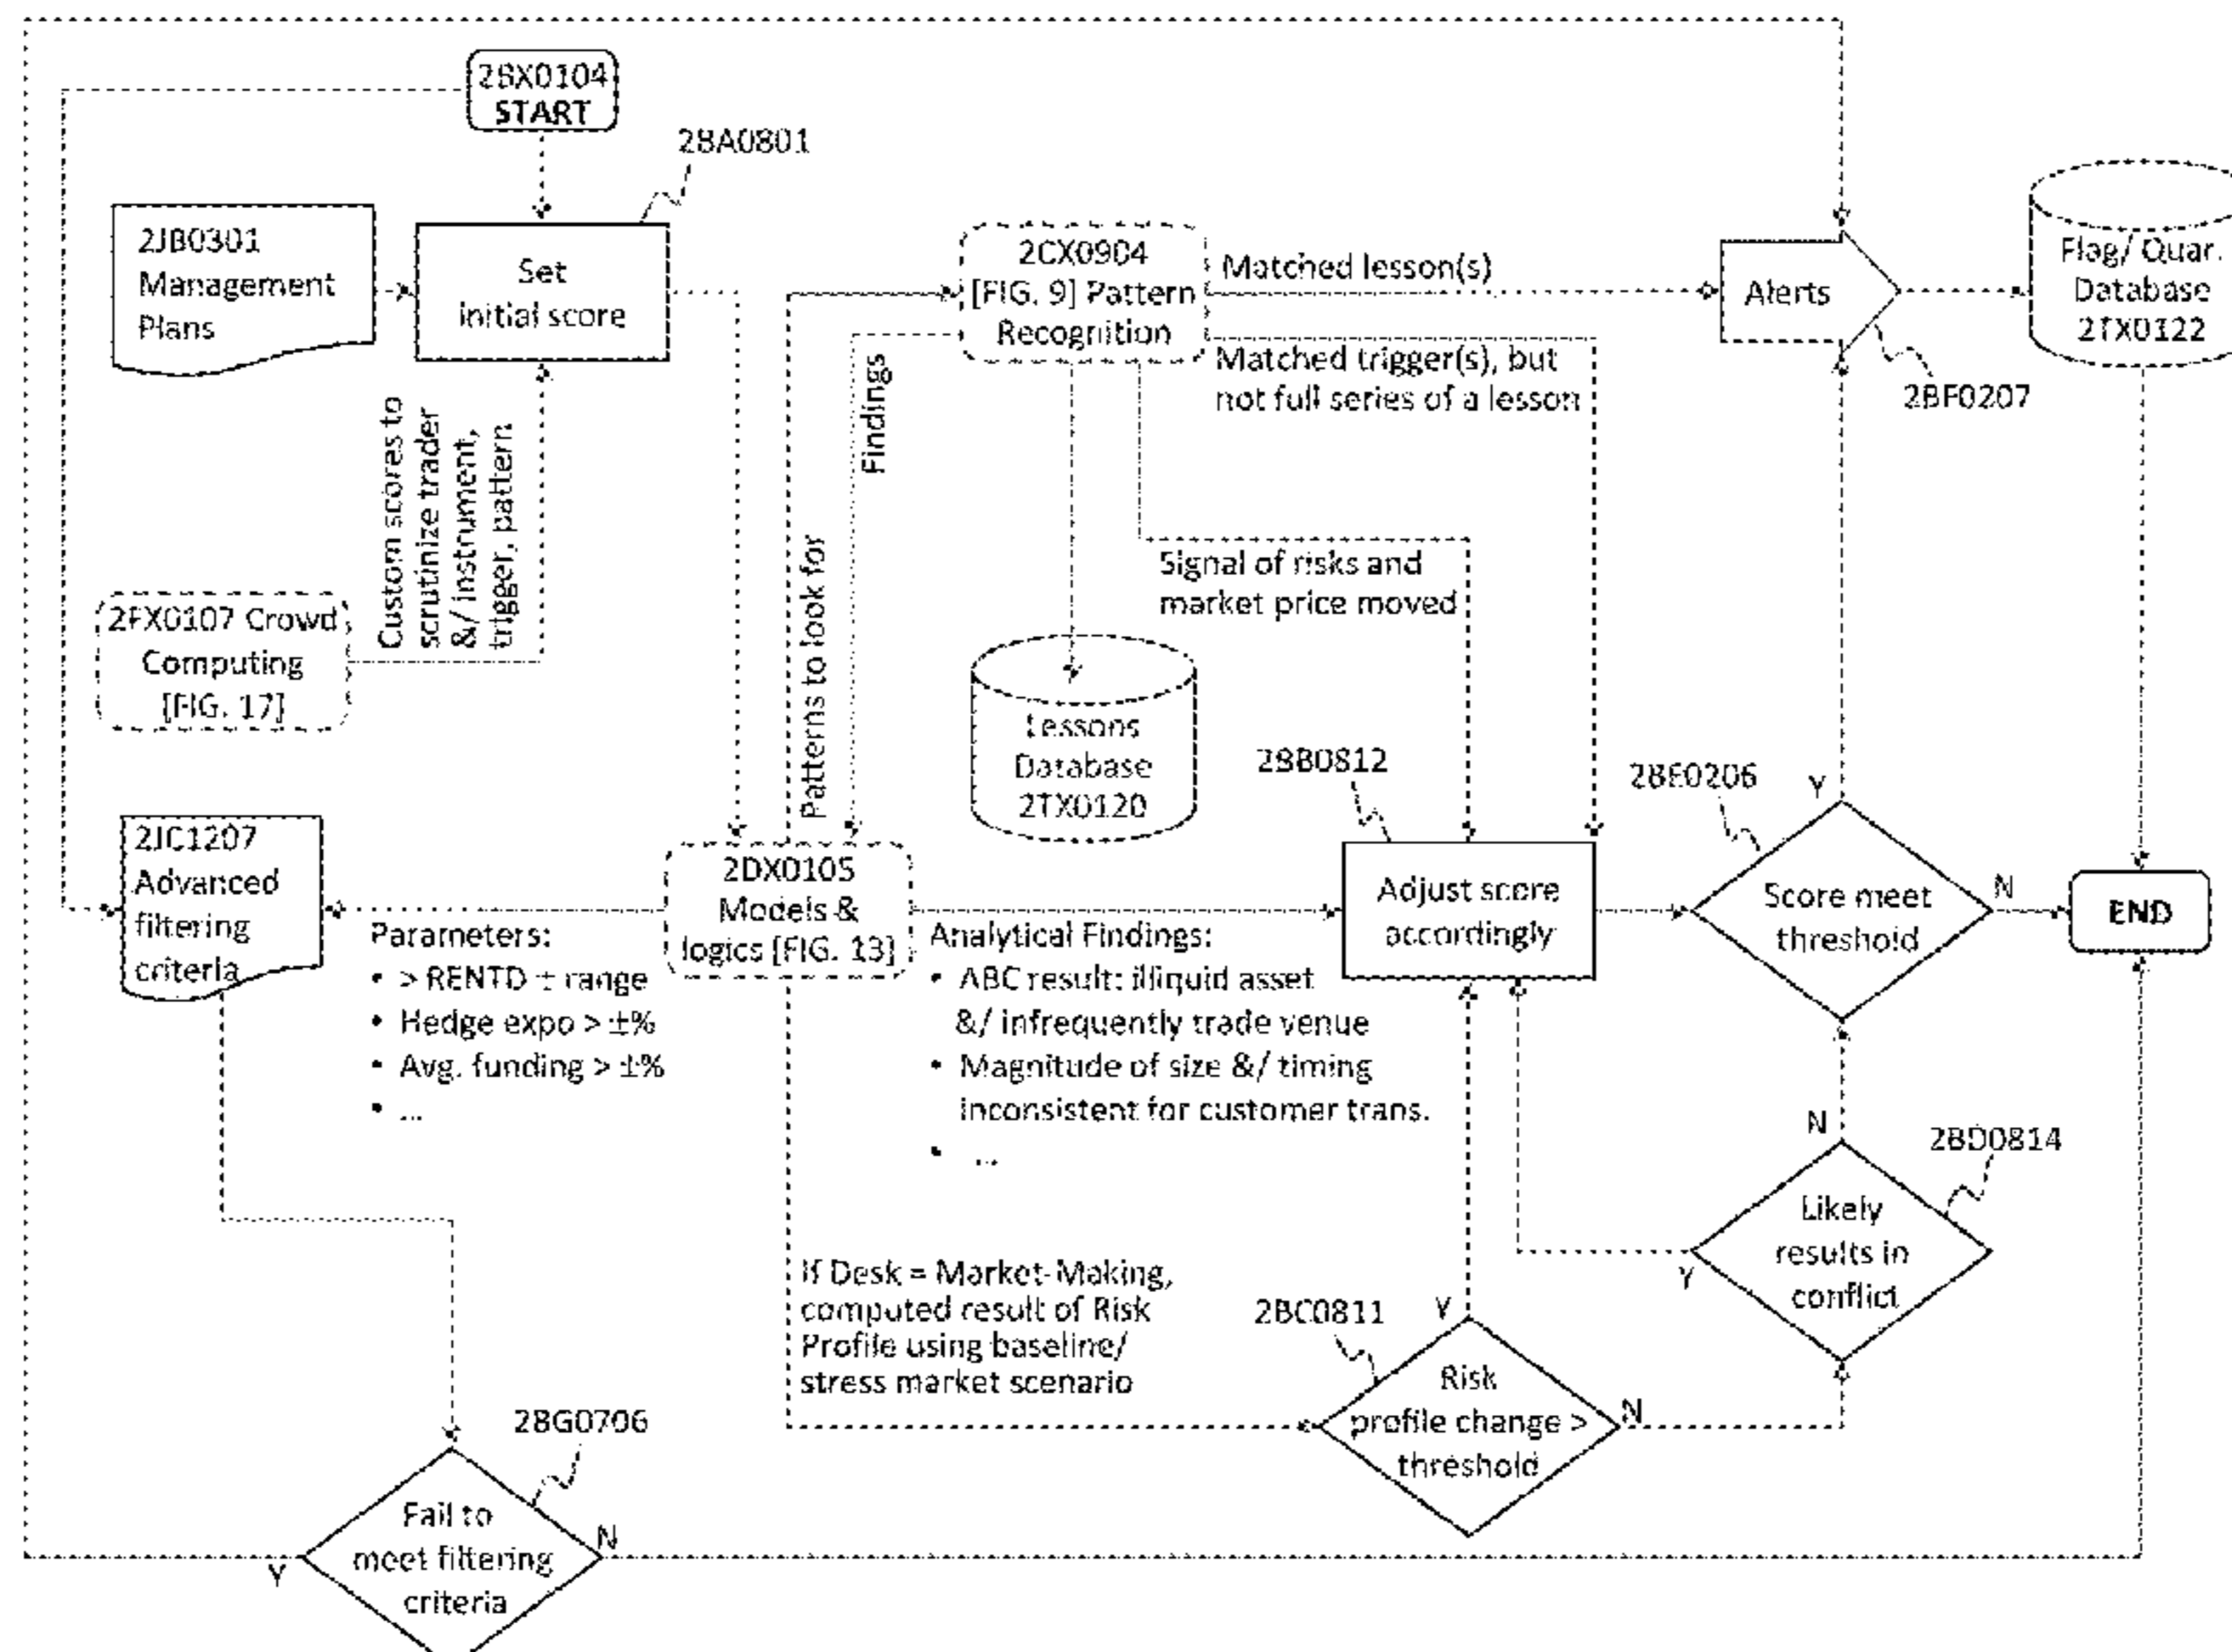 2BX0104
START
2BA0801
2JB0301
Management
Plans
Set
initial score
2CX0904
[FIG. 9] Pattern
Recognition
Matched lesson(s)
Matched trigger(s), but
not full series of a lesson
Alerts
2BF0207
Flag/ Quar.
Database
2TX0122
Custom scores to
scrutinize trader
&/ instrument,
trigger, pattern
Findings
Patterns to look for
Signal of risks and
market price moved
2FX0107 Crowd
Computing
[FIG. 17]
Lessons
Database
2TX0120
2BB0812
2BE0206
2JC1207
Advanced
filtering
criteria
2DX0105
Models &
logics [FIG. 13]
Parameters:
• > RENTD ± range
• Hedge expo > ±%
• Avg. funding > ±%
• ...
Analytical Findings:
• ABC result: illiquid asset
&/ infrequently trade venue
• Magnitude of size &/ timing
inconsistent for customer trans.
• ...
Adjust score
accordingly
Y
Score meet
threshold
N
END
N
2BD0814
Likely
results in
conflict
Y
If Desk = Market-Making,
computed result of Risk
Profile using baseline/
stress market scenario
2BC0811
Y
Risk
profile change >
threshold
N
2BG0706
Fail to
meet filtering
criteria
N
Y